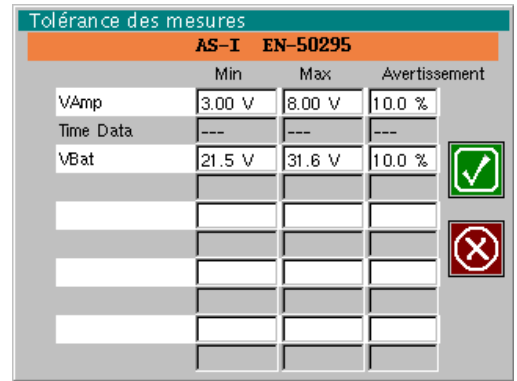 Tolérance des mesures
AS-I EN-50295
Min Max Avertissement
VAmp 3.00 V 8.00 V 10.0 %
Time Data --- --- ---
VBat 21.5 V 31.6 V 10.0 %